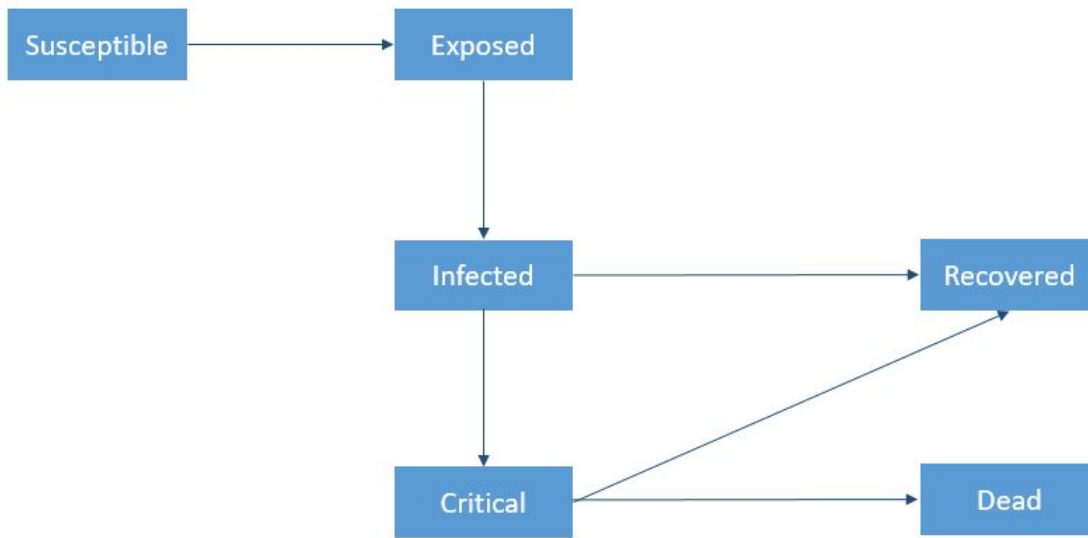 Susceptible
Exposed
Infected
Recovered
Critical
Dead